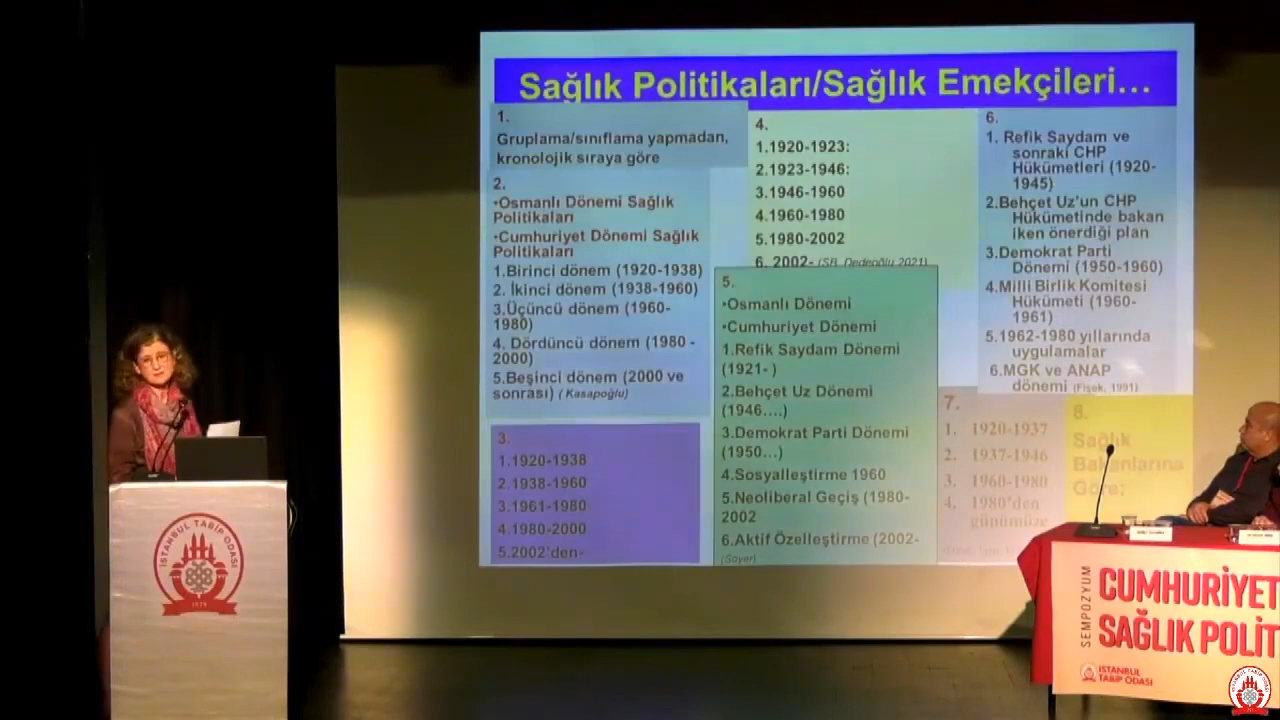 Sağlık Politikaları/Sağlık Emekçileri…
1.
Gruplama/sınıflama yapmadan,
kronolojik sıraya göre
2.
•Osmanlı Dönemi Sağlık
Politikaları
•Cumhuriyet Dönemi Sağlık
Politikaları
1.Birinci dönem (1920-1938)
2. İkinci dönem (1938-1960)
3.Üçüncü dönem (1960-
1980)
4. Dördüncü dönem (1980 -
2000)
5.Beşinci dönem (2000 ve
sonrası) ( Kasapoğlu)
3.
1.1920-1938
2.1938-1960
3.1961-1980
4.1980-2000
5.2002'den-
4.
1.1920-1923:
2.1923-1946:
3.1946-1960
4.1960-1980
5.1980-2002
6. 2002- (SB, Dedeoğlu 2021)
5.
•Osmanlı Dönemi
•Cumhuriyet Dönemi
1.Refik Saydam Dönemi
(1921- )
2.Behçet Uz Dönemi
(1946....)
3.Demokrat Parti Dönemi
(1950...)
4.Sosyalleştirme 1960
5.Neoliberal Geçiş (1980-
2002
6.Aktif Özelleştirme (2002-
(Soyer)
6.
1. Refik Saydam ve
sonraki CHP
Hükümetleri (1920-
1945)
2.Behçet Uz'un CHP
Hükümetinde bakan
iken önerdiği plan
3.Demokrat Parti
Dönemi (1950-1960)
4.Milli Birlik Komitesi
Hükümeti (1960-
1961)
5.1962-1980 yıllarında
uygulamalar
6.MGK ve ANAP
dönemi (Fişek, 1991)
7.
1. 1920-1937
2. 1937-1946
3. 1960-1980
4. 1980'den
günümüze
8.
Sağlık
Bakanlarına
Göre;
İSTANBUL TABİP ODASI
1929
SEMPOZYUM
CUMHURİYET
SAĞLIK POLİT
İSTANBUL
TABİP ODASI